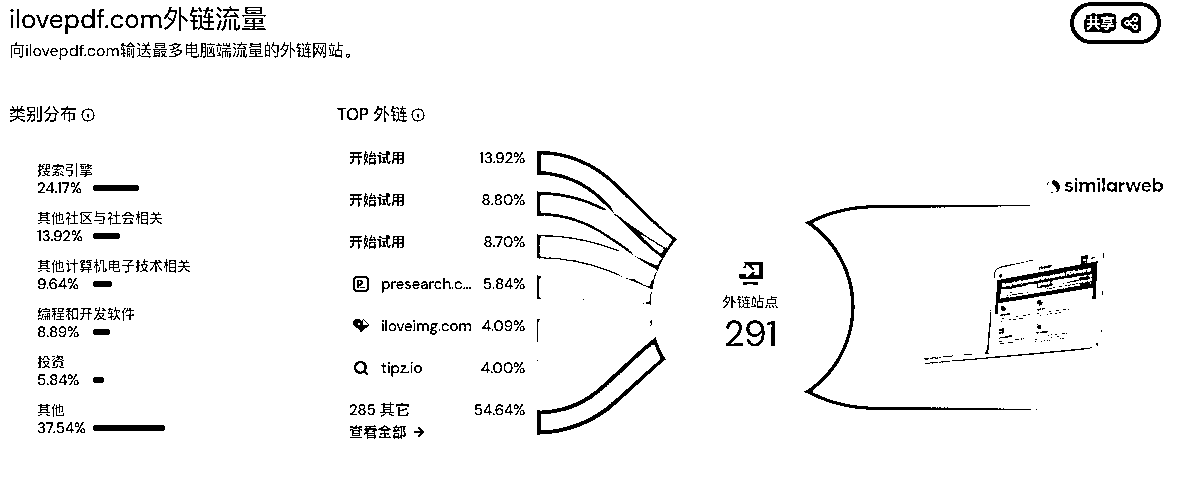 ilovepdf.com外链流量
共享
向ilovepdf.com输送最多电脑端流量的外链网站。
类别分布
搜索引擎
24.17%
其他社区与社会相关
13.92%
其他计算机电子技术相关
9.64%
编程和开发软件
8.89%
投资
5.84%
其他
37.54%
TOP 外链
开始试用 13.92%
开始试用 8.80%
开始试用 8.70%
presearch.c... 5.84%
iloveimg.com 4.09%
tipz.io 4.00%
285 其它 54.64%
查看全部 →
外链站点
291
similarweb